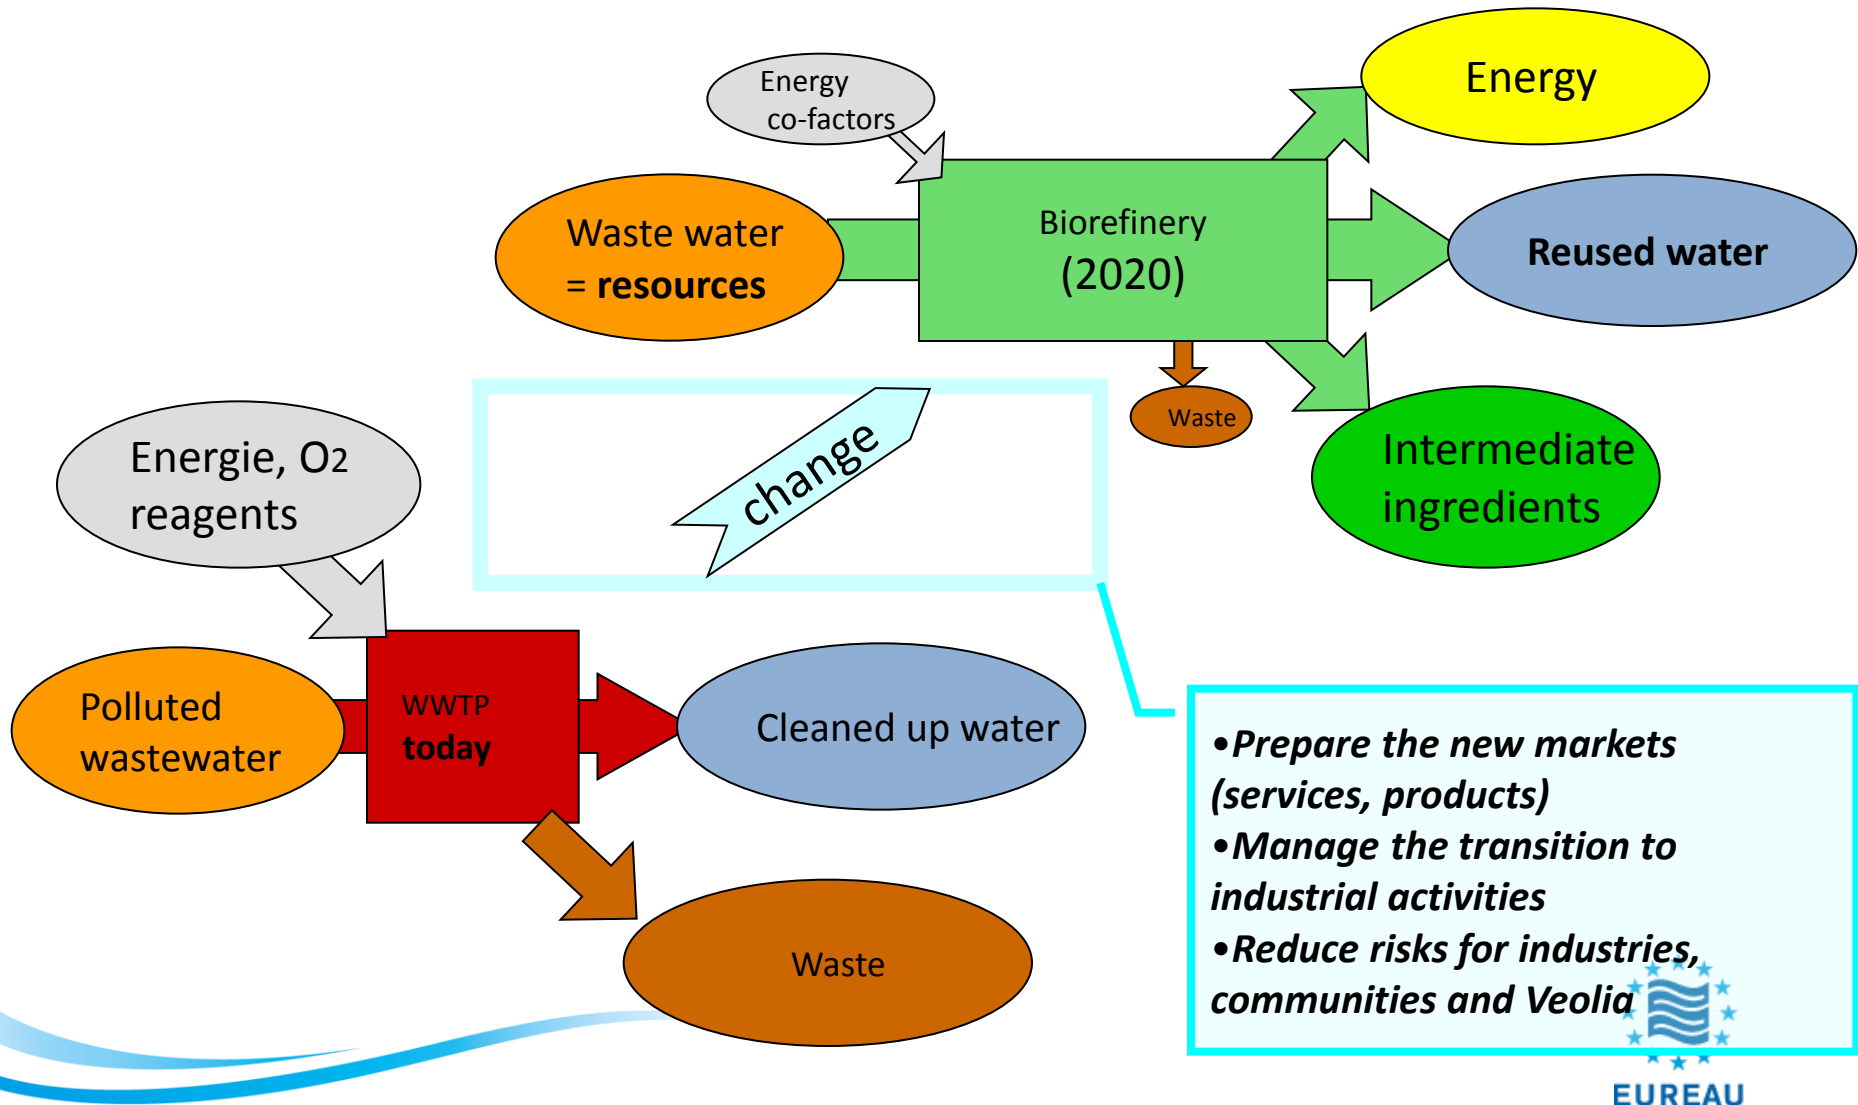 Energy
Energy
co-factors
Waste water
= resources
Biorefinery
(2020)
Reused water
Waste
Intermediate
ingredients
change
Energie, O2
reagents
Polluted
wastewater
WWTP
today
Cleaned up water
Waste
•Prepare the new markets
(services, products)
•Manage the transition to
industrial activities
•Reduce risks for industries,
communities and Veolia
EUREAU